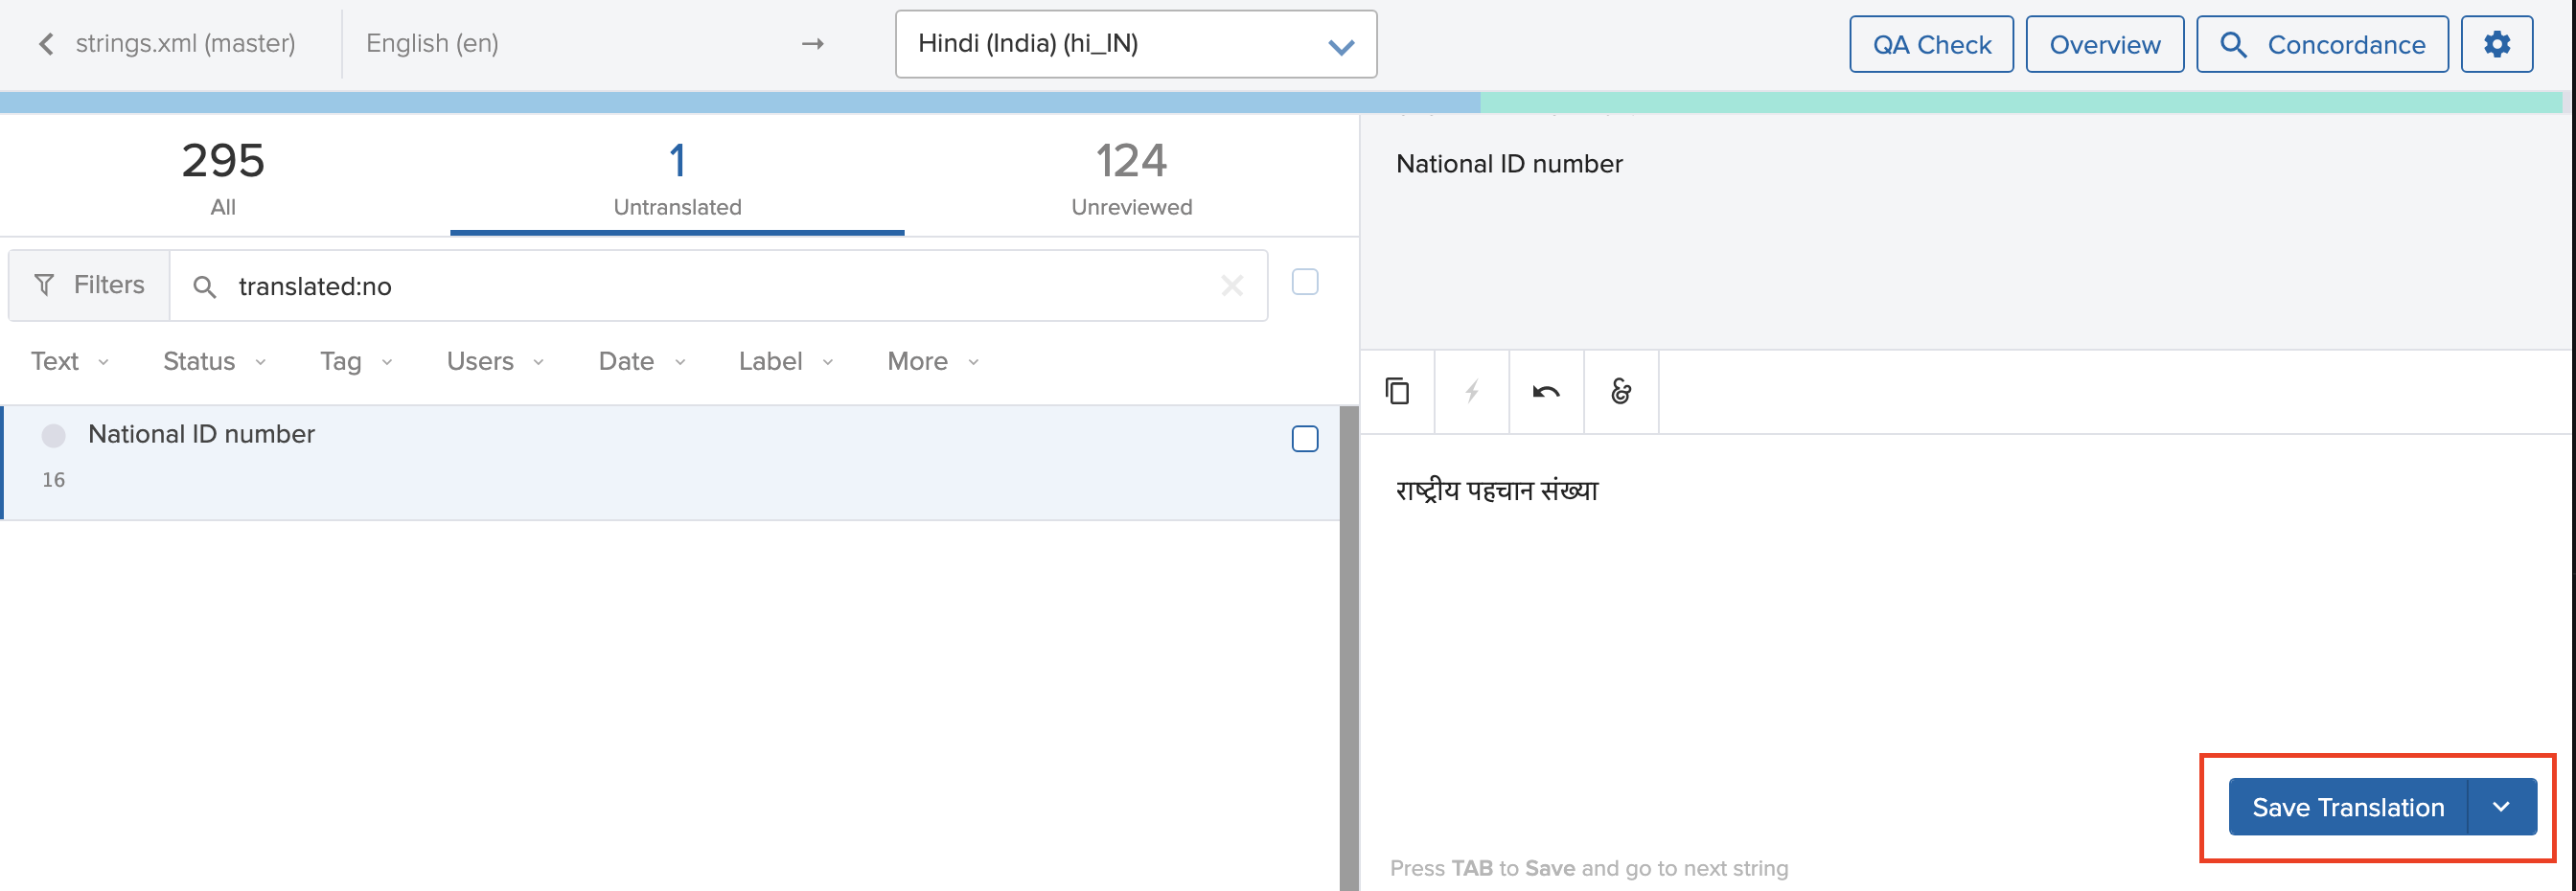 strings.xml (master)
English (en)
→
Hindi (India) (hi_IN)
QA Check
Overview
Concordance
295
All
1
Untranslated
124
Unreviewed
Filters
translated:no
Text
Status
Tag
Users
Date
Label
More
National ID number
16
National ID number
राष्ट्रीय पहचान संख्या
Save Translation
Press TAB to Save and go to next string